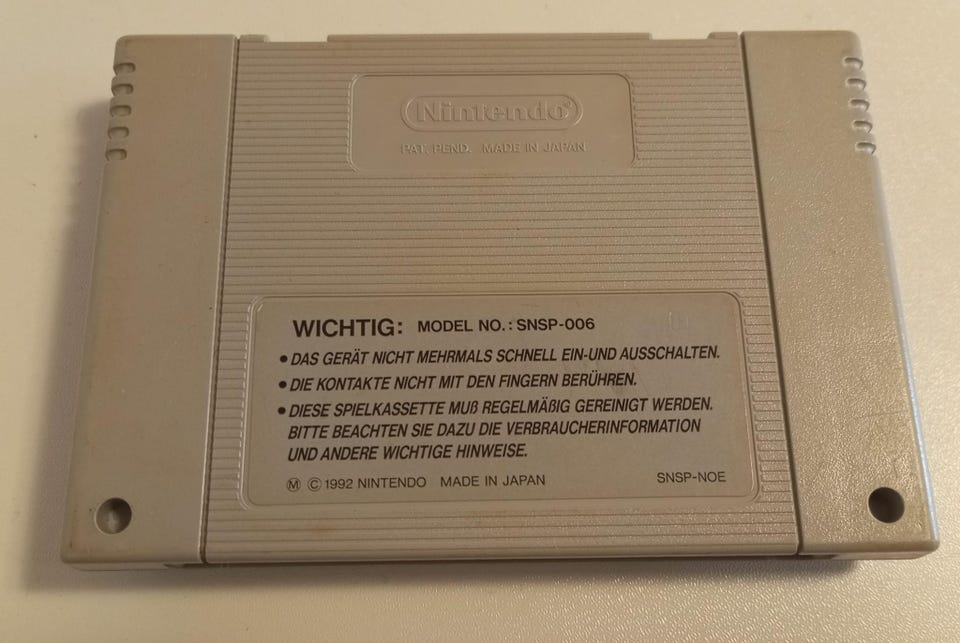 Nintendo®
PAT. PEND. MADE IN JAPAN
WICHTIG: MODEL NO.: SNSP-006
• DAS GERÄT NICHT MEHRMALS SCHNELL EIN-UND AUSSCHALTEN.
• DIE KONTAKTE NICHT MIT DEN FINGERN BERÜHREN.
• DIESE SPIELKASSETTE MUß REGELMÄßIG GEREINIGT WERDEN.
BITTE BEACHTEN SIE DAZU DIE VERBRAUCHERINFORMATION
UND ANDERE WICHTIGE HINWEISE.
Ⓜ © 1992 NINTENDO MADE IN JAPAN SNSP-NOE